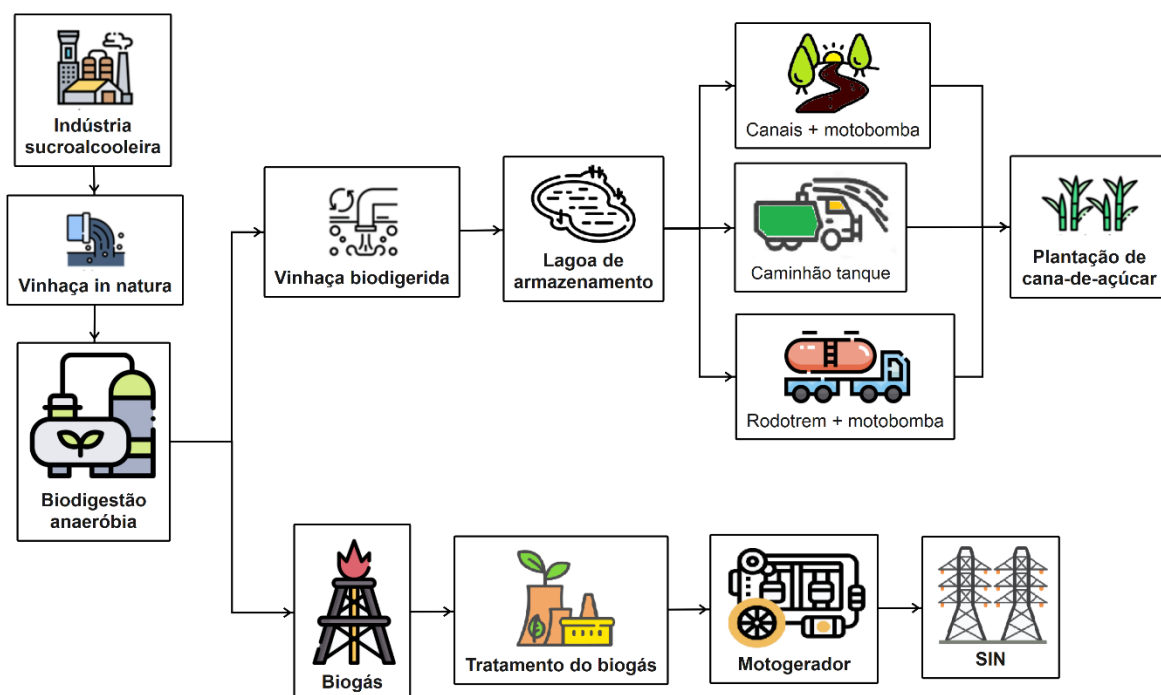 Indústria
sucroalcooleira
Vinhaça in natura
Biodigestão
anaeróbia
Vinhaça biodigerida
Lagoa de
armazenamento
Canais + motobomba
Caminhão tanque
Rodotrem + motobomba
Plantação de
cana-de-açúcar
Biogás
Tratamento do biogás
Motogerador
SIN